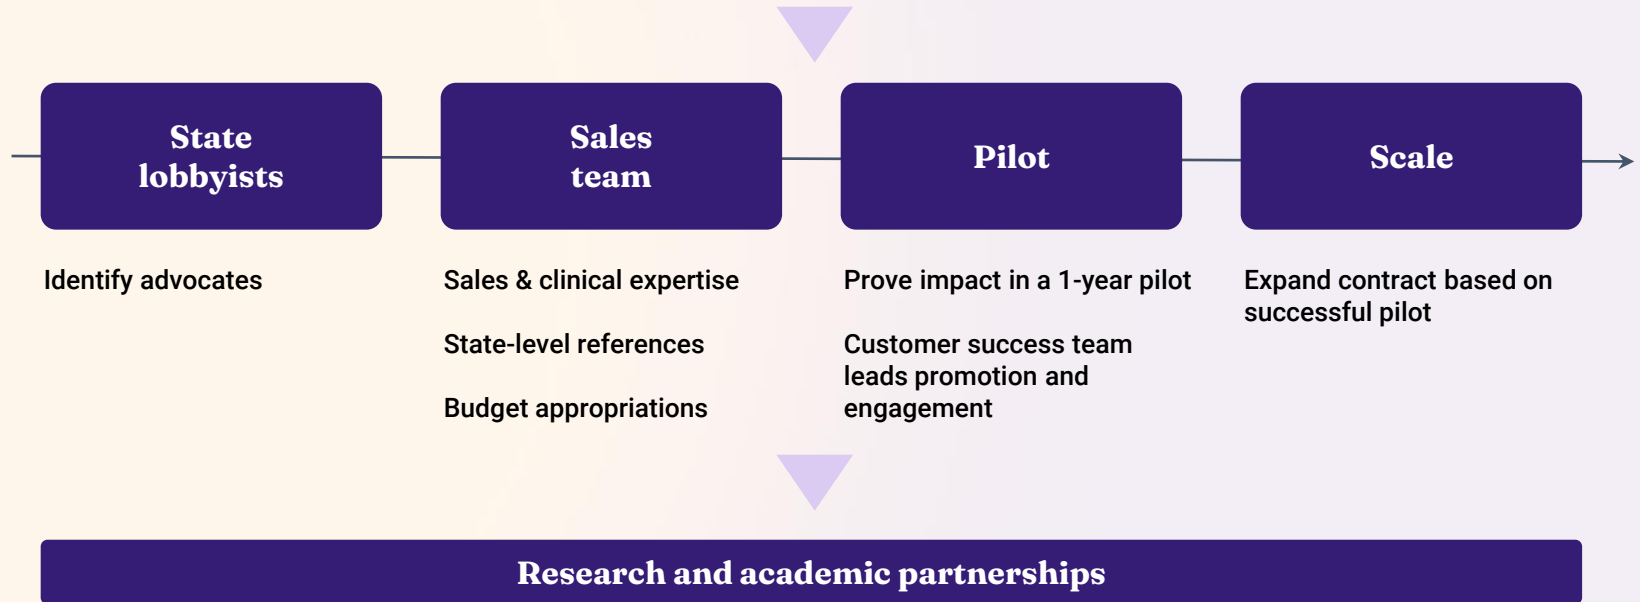 State
lobbyists
Sales
team
Pilot
Scale
Identify advocates
Sales & clinical expertise
State-level references
Budget appropriations
Prove impact in a 1-year pilot
Customer success team
leads promotion and
engagement
Expand contract based on
successful pilot
Research and academic partnerships